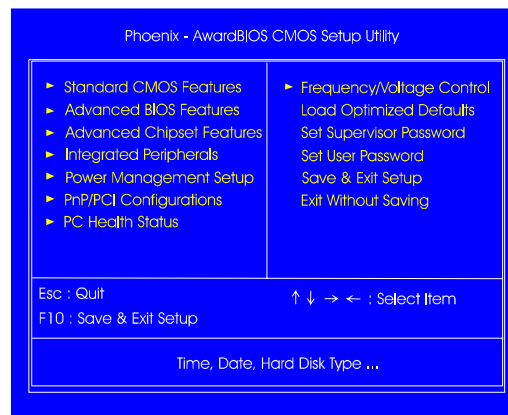 Phoenix - AwardBIOS CMOS Setup Utility
► Standard CMOS Features
► Advanced BIOS Features
► Advanced Chipset Features
► Integrated Peripherals
► Power Management Setup
► PnP/PCI Configurations
► PC Health Status
► Frequency/Voltage Control
Load Optimized Defaults
Set Supervisor Password
Set User Password
Save & Exit Setup
Exit Without Saving
Esc : Quit
F10 : Save & Exit Setup
↑ ↓ → ← : Select Item
Time, Date, Hard Disk Type ...